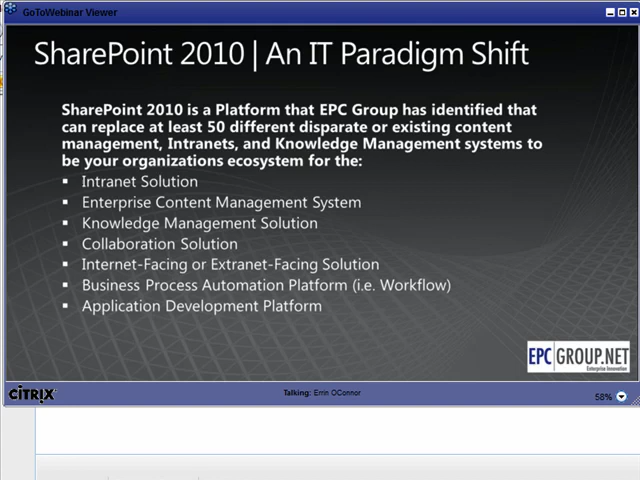 GoToWebinar Viewer
SharePoint 2010 | An IT Paradigm Shift
SharePoint 2010 is a Platform that EPC Group has identified that
can replace at least 50 different disparate or existing content
management, Intranets, and Knowledge Management systems to
be your organizations ecosystem for the:
▪ Intranet Solution
▪ Enterprise Content Management System
▪ Knowledge Management Solution
▪ Collaboration Solution
▪ Internet-Facing or Extranet-Facing Solution
▪ Business Process Automation Platform (i.e. Workflow)
▪ Application Development Platform
EPC GROUP.NET
Enterprise Innovation
CİTRIX
Talking: Errin OConnor
58%